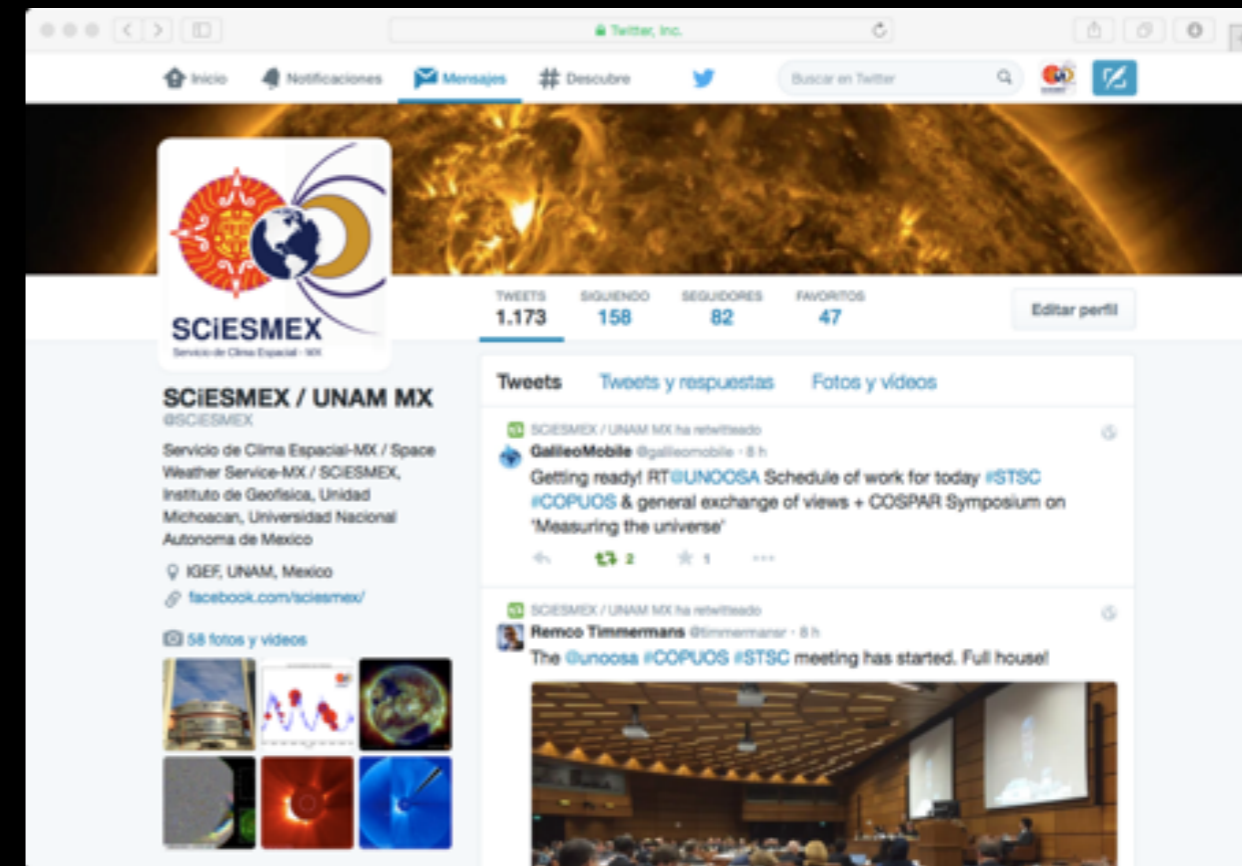 Twitter, Inc.
Inicio
Notificaciones
Mensajes
Descubre
Buscar en Twitter
SCiESMEX
Servicio de Clima Espacial - MX
TWEETS
SIGUIENDO
SEGUIDORES
FAVORITOS
1.173
158
82
47
Editar perfil
SCiESMEX / UNAM MX
@SCiESMEX
Servicio de Clima Espacial-MX / Space
Weather Service-MX / SCiESMEX,
Instituto de Geofisica, Unidad
Michoacan, Universidad Nacional
Autonoma de Mexico
IGEF, UNAM, Mexico
facebook.com/sciesmex/
58 fotos y videos
Tweets
Tweets y respuestas
Fotos y vídeos
SCiESMEX / UNAM MX ha retwitteado
GalileoMobile @galileomobile · 8 h
Getting ready! RT@UNOOSA Schedule of work for today #STSC
#COPUOS & general exchange of views + COSPAR Symposium on
'Measuring the universe'
2
1
SCiESMEX / UNAM MX ha retwitteado
Remco Timmermans @timmermansr · 8 h
The @unoosa #COPUOS #STSC meeting has started. Full house!